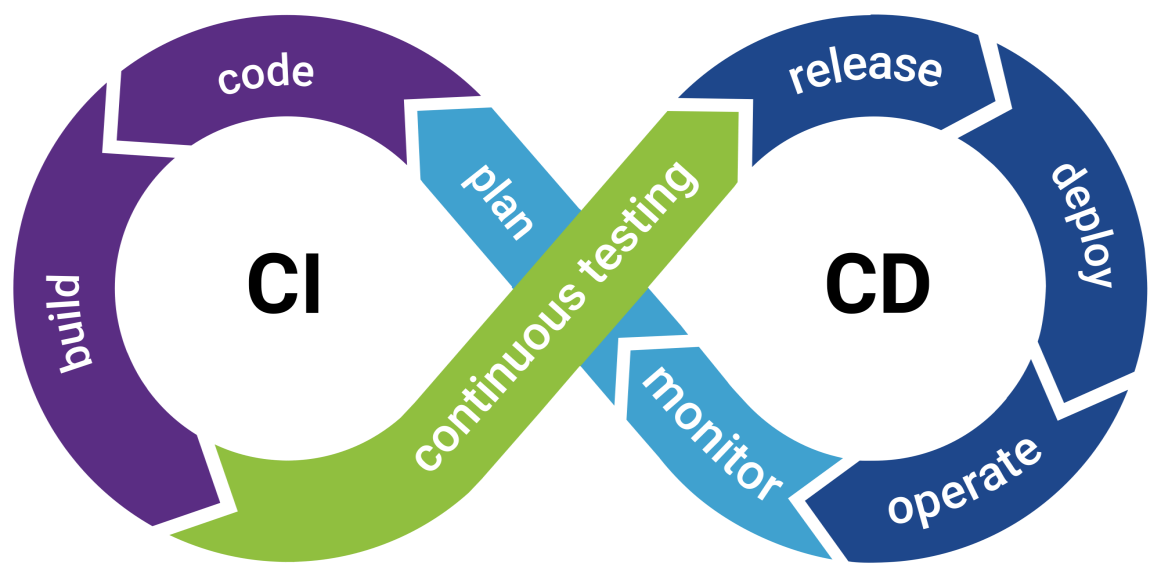 code
build
CI
plan
continuous testing
release
deploy
CD
operate
monitor